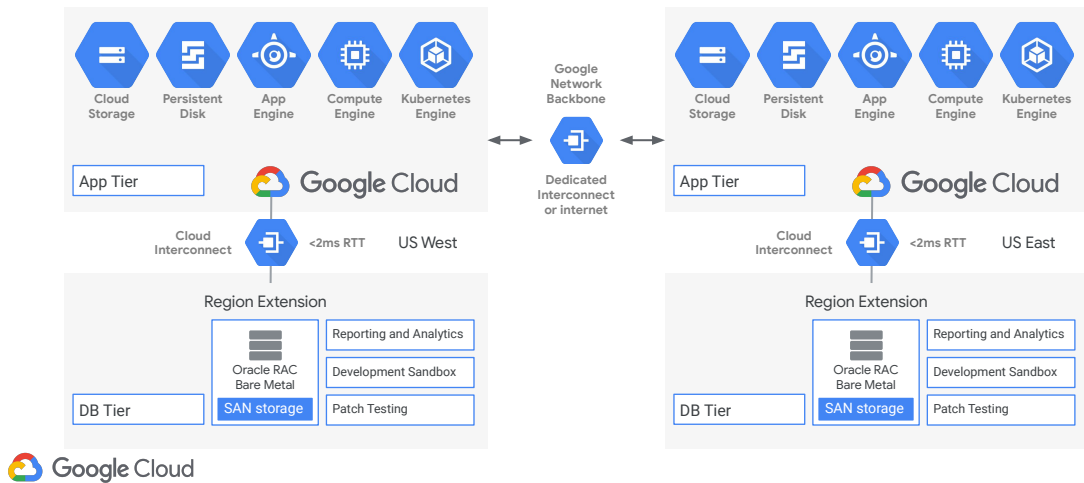 Cloud
Storage
Persistent
Disk
App
Engine
Compute
Engine
Kubernetes
Engine
App Tier
Google Cloud
Cloud
Interconnect
<2ms RTT
US West
Region Extension
Oracle RAC
Bare Metal
SAN storage
Reporting and Analytics
Development Sandbox
Patch Testing
DB Tier
Google
Network
Backbone
Dedicated
Interconnect
or internet
Cloud
Storage
Persistent
Disk
App
Engine
Compute
Engine
Kubernetes
Engine
App Tier
Google Cloud
Cloud
Interconnect
<2ms RTT
US East
Region Extension
Oracle RAC
Bare Metal
SAN storage
Reporting and Analytics
Development Sandbox
Patch Testing
DB Tier
Google Cloud